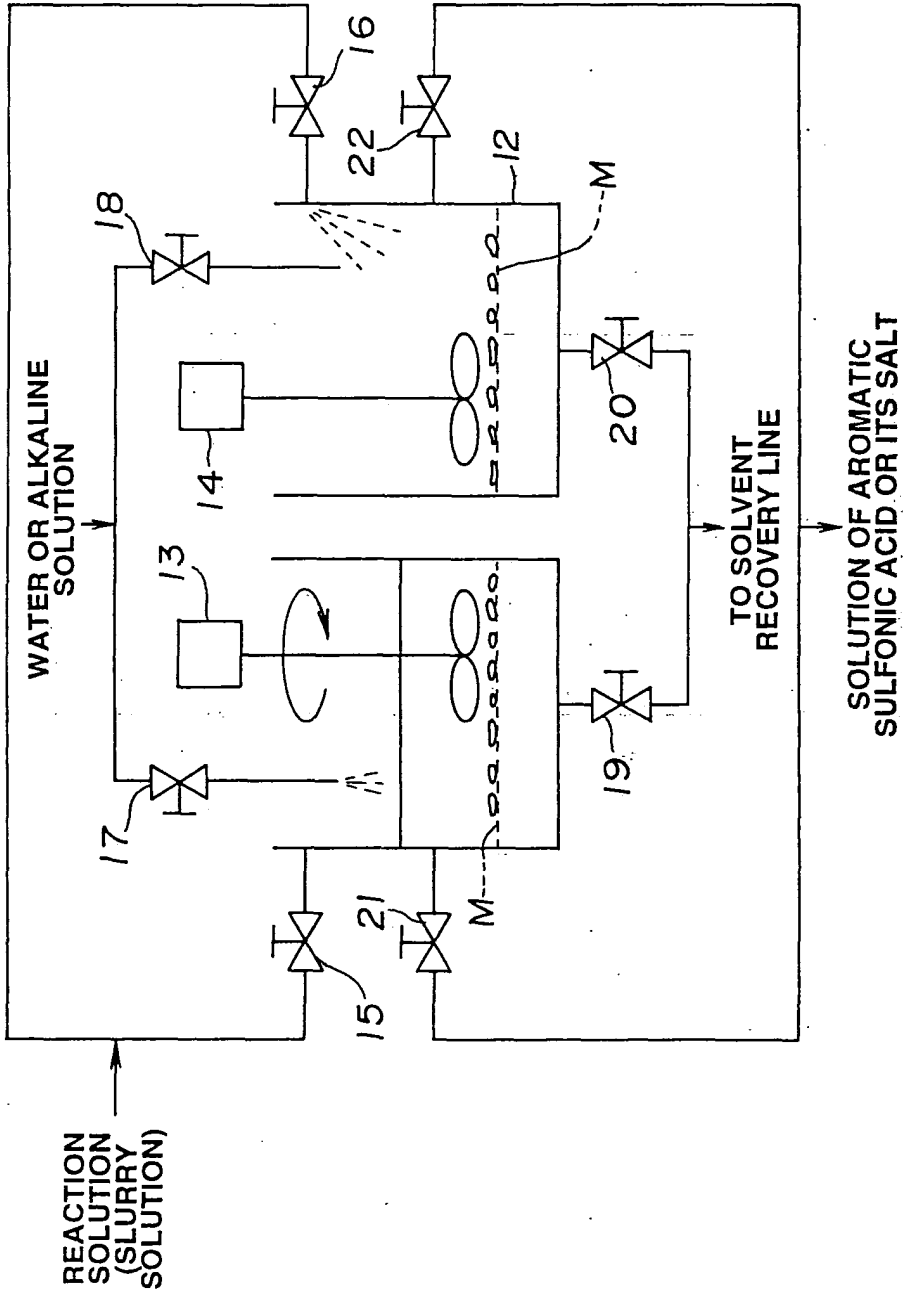 REACTION
SOLUTION
(SLURRY
SOLUTION)
WATER OR ALKALINE
SOLUTION
17
13
14
18
16
15
21
22
12
M
M
19
20
TO SOLVENT
RECOVERY LINE
SOLUTION OF AROMATIC
SULFONIC ACID OR ITS SALT